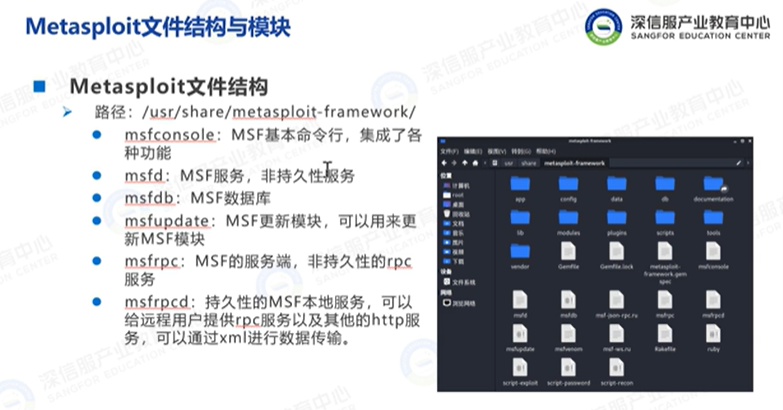 Metasploit文件结构与模块
深信服产业教育中心
SANGFOR EDUCATION CENTER
Metasploit文件结构
路径：/usr/share/metasploit-framework/
msfconsole：MSF基本命令行，集成了各
种功能
msfd：MSF服务，非持久性服务
msfdb：MSF数据库
msfupdate：MSF更新模块，可以用来更
新MSF模块
msfrpc：MSF的服务端，非持久性的rpc
服务
msfrpcd：持久性的MSF本地服务，可以
给远程用户提供rpc服务以及其他的http服
务，可以通过xml进行数据传输。
metasploit-framework
文件(F) 编辑(E) 视图(V) 转到(G) 帮助(H)
usr share metasploit-framework
位置
计算机
root
桌面
回收站
文档
音乐
图片
视频
下载
设备
文件系统
网络
浏览网络
app config data db documentation
lib modules plugins scripts tools
vendor Gemfile Gemfile.lock metasploit-framework.gem
spec msfconsole
msfd msfdb msf-json-rpc.ru msfrpc msfrpcd
msfupdate msfvenom msf-ws.ru Rakefile ruby
script-exploit script-password script-recon